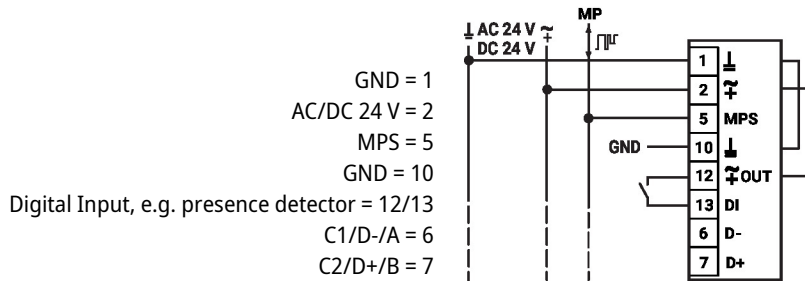 MP
⊥ AC 24 V ~
- DC 24 V +
GND = 1
AC/DC 24 V = 2
MPS = 5
GND = 10
Digital Input, e.g. presence detector = 12/13
C1/D-/A = 6
C2/D+/B = 7
1 ⊥
2 ~ +
5 MPS
GND 10 ⊥
12 ~ + OUT
13 DI
6 D-
7 D+